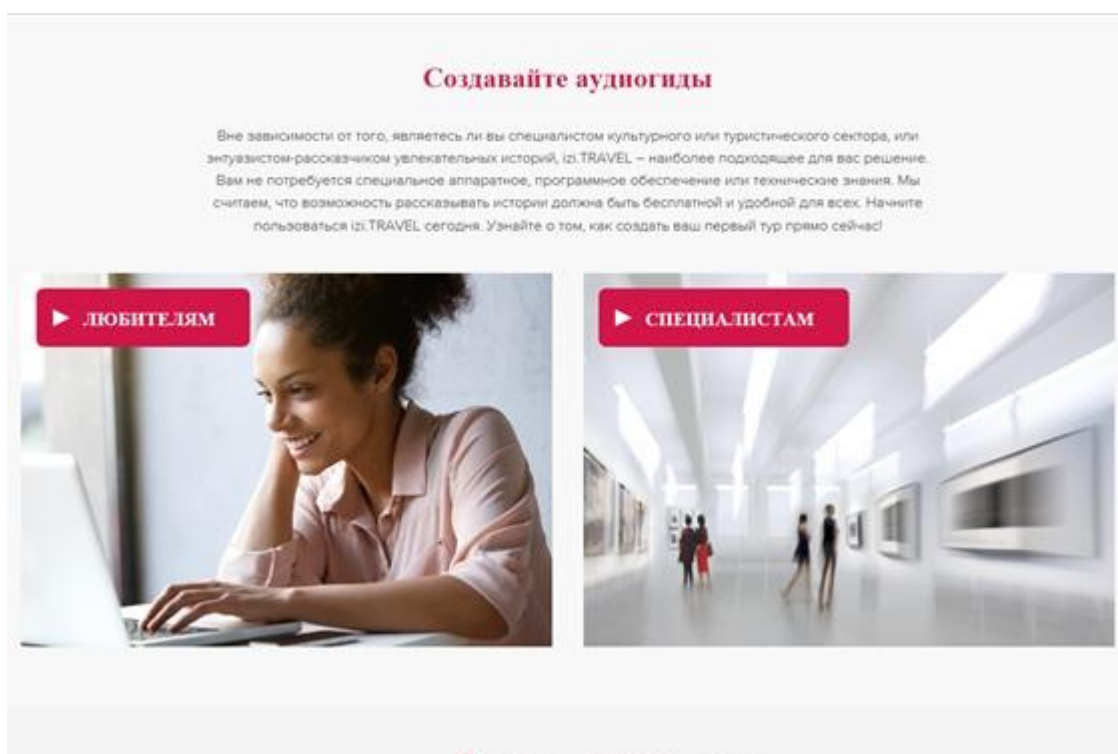 Создавайте аудиогиды
Вне зависимости от того, являетесь ли вы специалистом культурного или туристического сектора, или
энтузиастом-рассказчиком увлекательных историй, izi.TRAVEL – наиболее подходящее для вас решение.
Вам не потребуется специальное аппаратное, программное обеспечение или технические знания. Мы
считаем, что возможность рассказывать истории должна быть бесплатной и удобной для всех. Начните
пользоваться izi.TRAVEL сегодня. Узнайте о том, как создать ваш первый тур прямо сейчас!
ЛЮБИТЕЛЯМ
СПЕЦИАЛИСТАМ